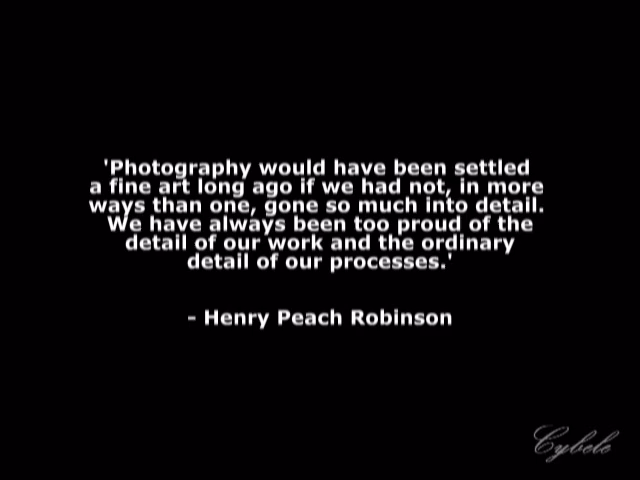 'Photography would have been settled
a fine art long ago if we had not, in more
ways than one, gone so much into detail.
We have always been too proud of the
detail of our work and the ordinary
detail of our processes.'
- Henry Peach Robinson
Cybele